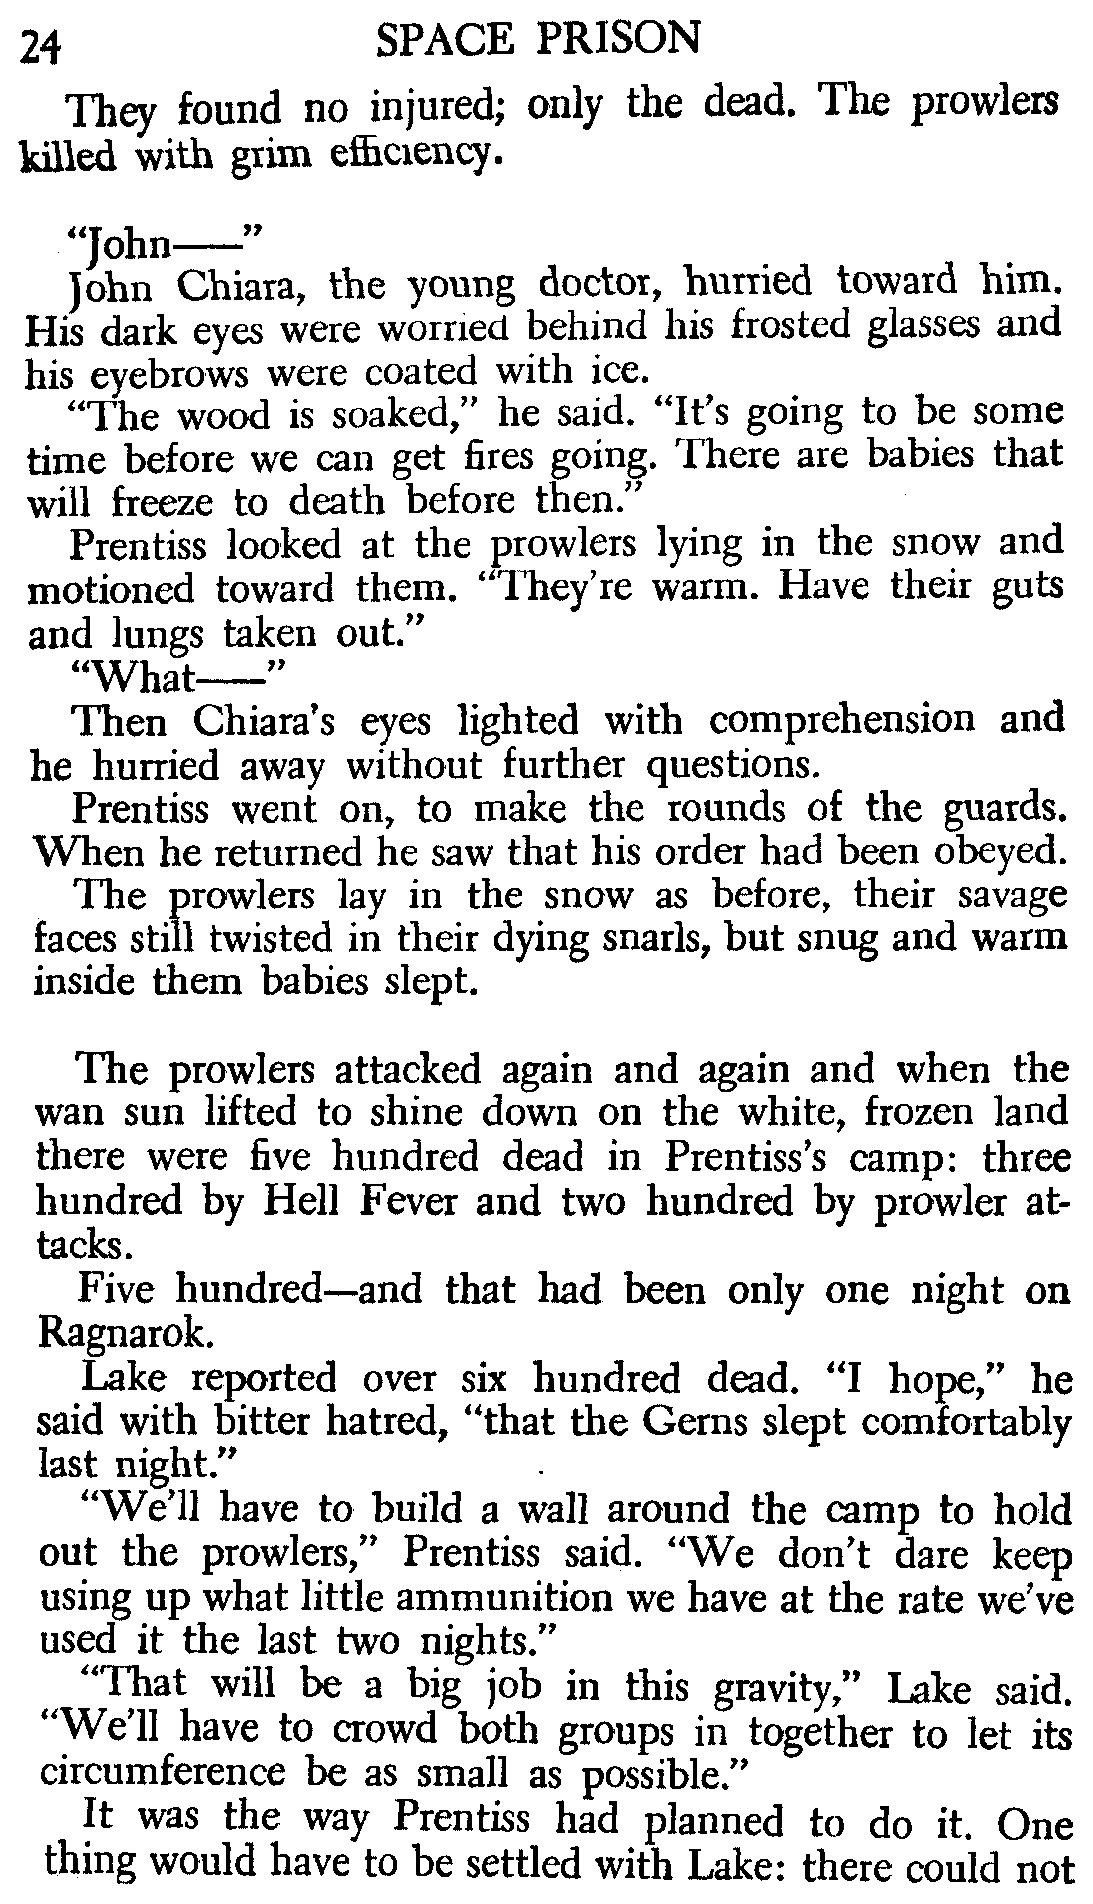 24 SPACE PRISON
They found no injured; only the dead. The prowlers
killed with grim efficiency.
“John——”
John Chiara, the young doctor, hurried toward him.
His dark eyes were worried behind his frosted glasses and
his eyebrows were coated with ice.
“The wood is soaked,” he said. “It’s going to be some
time before we can get fires going. There are babies that
will freeze to death before then.”
Prentiss looked at the prowlers lying in the snow and
motioned toward them. “They’re warm. Have their guts
and lungs taken out.”
“What——”
Then Chiara’s eyes lighted with comprehension and
he hurried away without further questions.
Prentiss went on, to make the rounds of the guards.
When he returned he saw that his order had been obeyed.
The prowlers lay in the snow as before, their savage
faces still twisted in their dying snarls, but snug and warm
inside them babies slept.
The prowlers attacked again and again and when the
wan sun lifted to shine down on the white, frozen land
there were five hundred dead in Prentiss’s camp: three
hundred by Hell Fever and two hundred by prowler at-
tacks.
Five hundred—and that had been only one night on
Ragnarok.
Lake reported over six hundred dead. “I hope,” he
said with bitter hatred, “that the Gerns slept comfortably
last night.”
“We’ll have to build a wall around the camp to hold
out the prowlers,” Prentiss said. “We don’t dare keep
using up what little ammunition we have at the rate we’ve
used it the last two nights.”
“That will be a big job in this gravity,” Lake said.
“We’ll have to crowd both groups in together to let its
circumference be as small as possible.”
It was the way Prentiss had planned to do it. One
thing would have to be settled with Lake: there could not